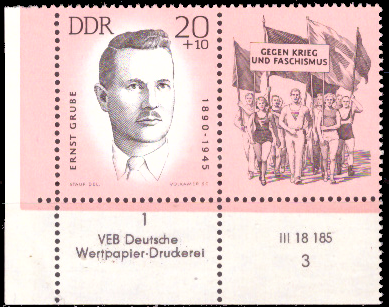 DDR
20
+10
ERNST GRUBE
1890-1945
GEGEN KRIEG
UND FASCHISMUS
1
VEB Deutsche
Wertpapier-Druckerei
III 18 185
3